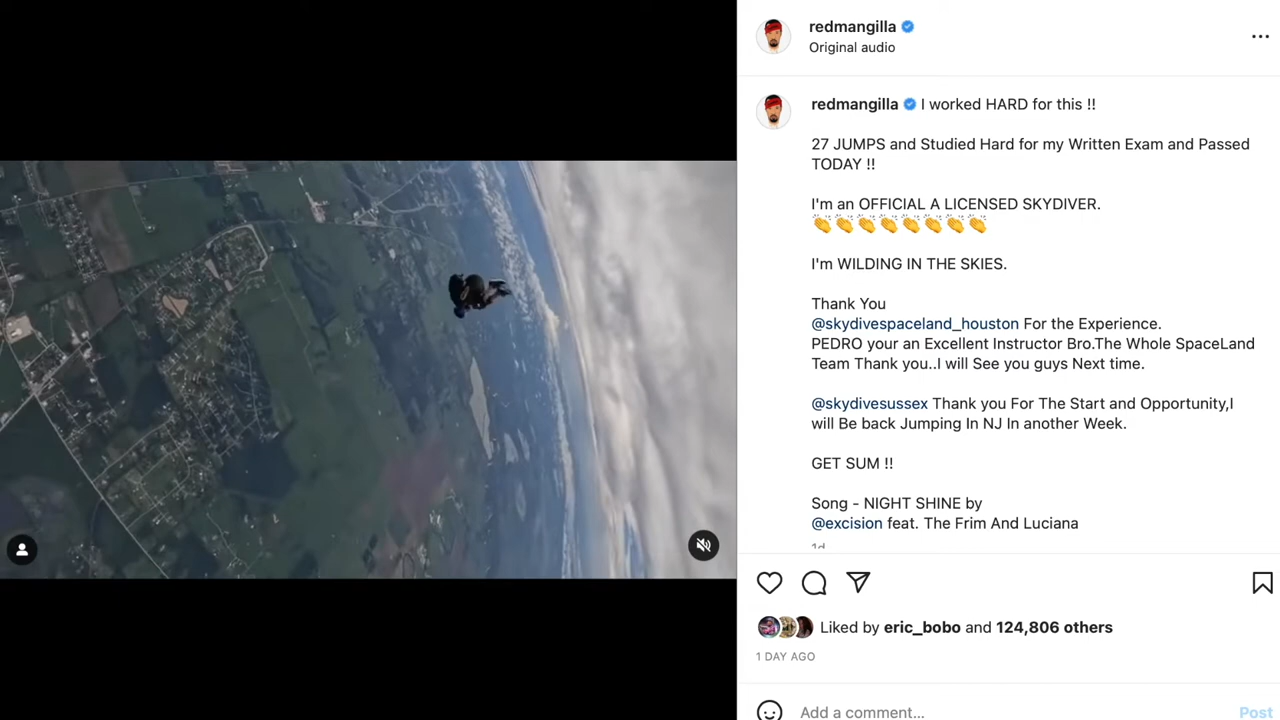 redmangilla
Original audio
redmangilla I worked HARD for this !!
27 JUMPS and Studied Hard for my Written Exam and Passed
TODAY !!
I'm an OFFICIAL A LICENSED SKYDIVER.
👏👏👏👏👏👏👏👏
I'm WILDING IN THE SKIES.
Thank You
@skydivespaceland_houston For the Experience.
PEDRO your an Excellent Instructor Bro.The Whole SpaceLand
Team Thank you..I will See you guys Next time.
@skydivesussex Thank you For The Start and Opportunity,I
will Be back Jumping In NJ In another Week.
GET SUM !!
Song - NIGHT SHINE by
@excision feat. The Frim And Luciana
1d
Liked by eric_bobo and 124,806 others
1 DAY AGO
Add a comment...
Post